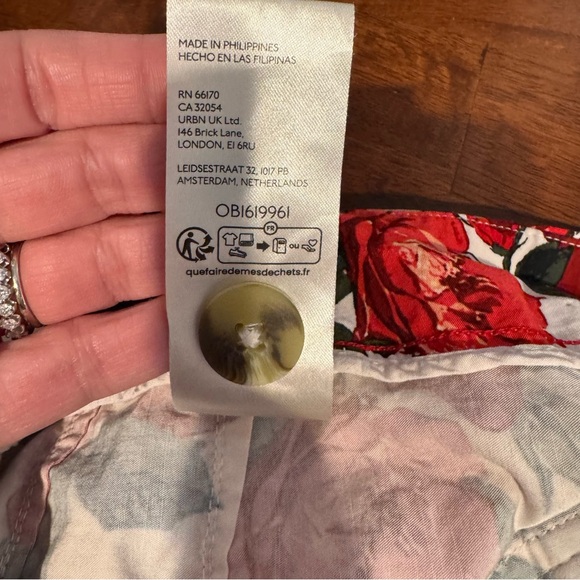 MADE IN PHILIPPINES
HECHO EN LAS FILIPINAS
RN 66170
CA 32054
URBN UK Ltd.
146 Brick Lane,
LONDON, E1 6RU
LEIDSESTRAAT 32, 1017 PB
AMSTERDAM, NETHERLANDS
OB1619961
FR
OU
quefairedemesdechets.fr